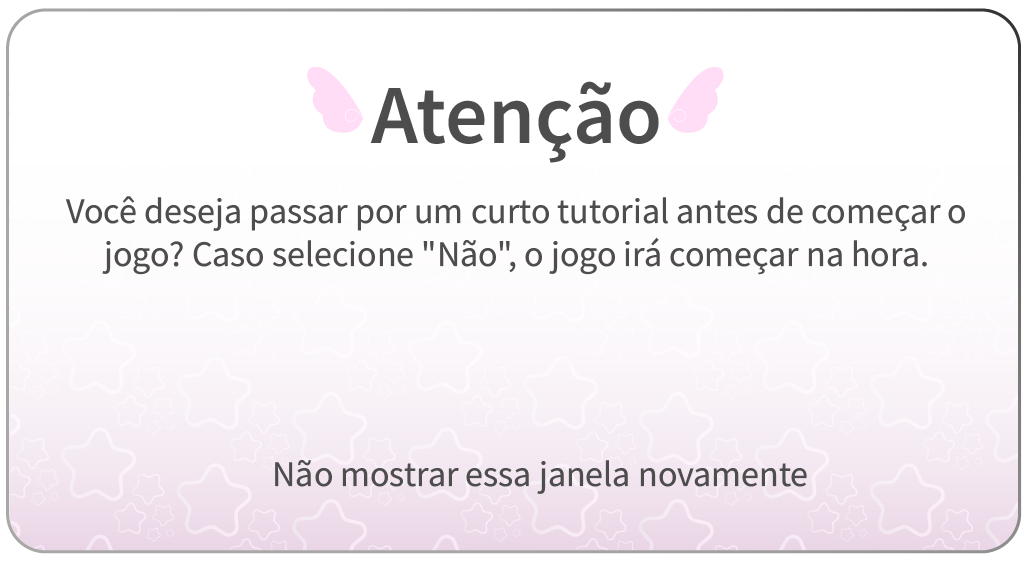 Atenção
Você deseja passar por um curto tutorial antes de começar o
jogo? Caso selecione "Não", o jogo irá começar na hora.
Não mostrar essa janela novamente